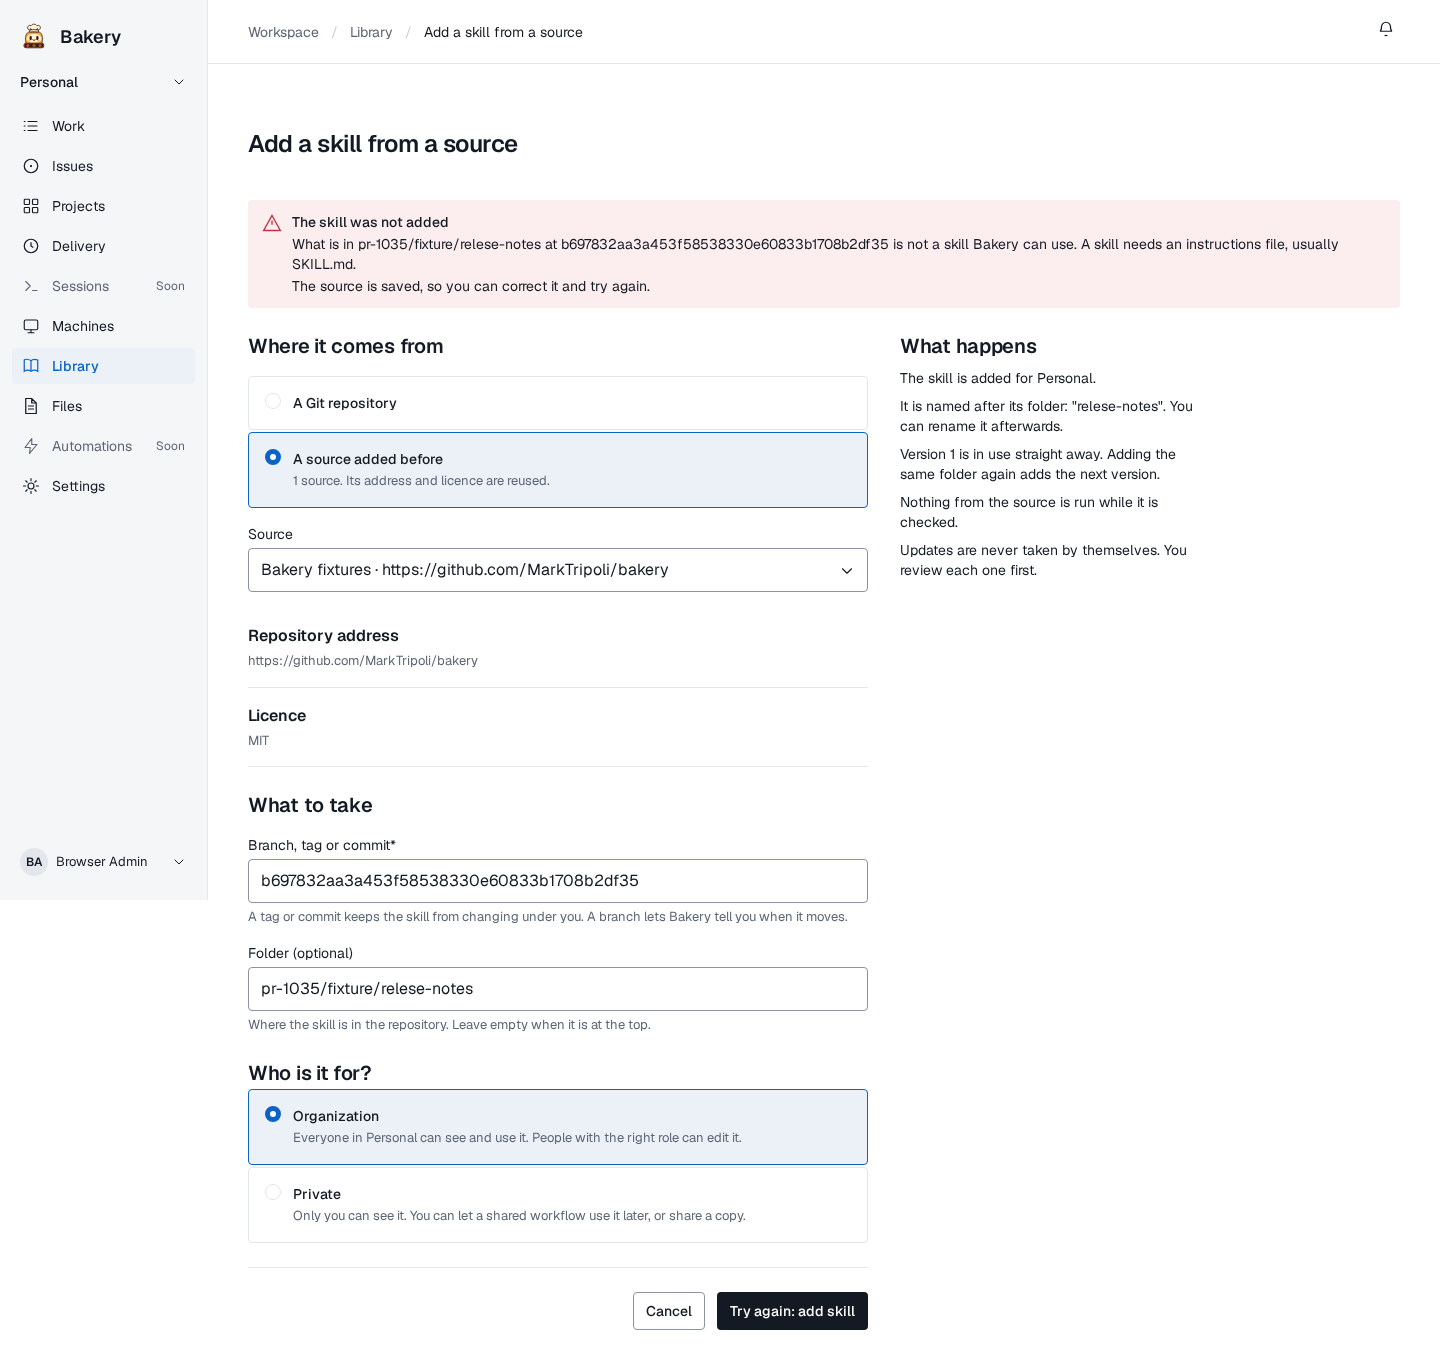 Bakery
Personal
Work
Issues
Projects
Delivery
Sessions Soon
Machines
Library
Files
Automations Soon
Settings
BA Browser Admin
Workspace / Library / Add a skill from a source
Add a skill from a source
The skill was not added
What is in pr-1035/fixture/relese-notes at b697832aa3a453f58538330e60833b1708b2df35 is not a skill Bakery can use. A skill needs an instructions file, usually
SKILL.md.
The source is saved, so you can correct it and try again.
Where it comes from
A Git repository
A source added before
1 source. Its address and licence are reused.
Source
Bakery fixtures · https://github.com/MarkTripoli/bakery
Repository address
https://github.com/MarkTripoli/bakery
Licence
MIT
What to take
Branch, tag or commit*
b697832aa3a453f58538330e60833b1708b2df35
A tag or commit keeps the skill from changing under you. A branch lets Bakery tell you when it moves.
Folder (optional)
pr-1035/fixture/relese-notes
Where the skill is in the repository. Leave empty when it is at the top.
Who is it for?
Organization
Everyone in Personal can see and use it. People with the right role can edit it.
Private
Only you can see it. You can let a shared workflow use it later, or share a copy.
Cancel
Try again: add skill
What happens
The skill is added for Personal.
It is named after its folder: "relese-notes". You
can rename it afterwards.
Version 1 is in use straight away. Adding the
same folder again adds the next version.
Nothing from the source is run while it is
checked.
Updates are never taken by themselves. You
review each one first.